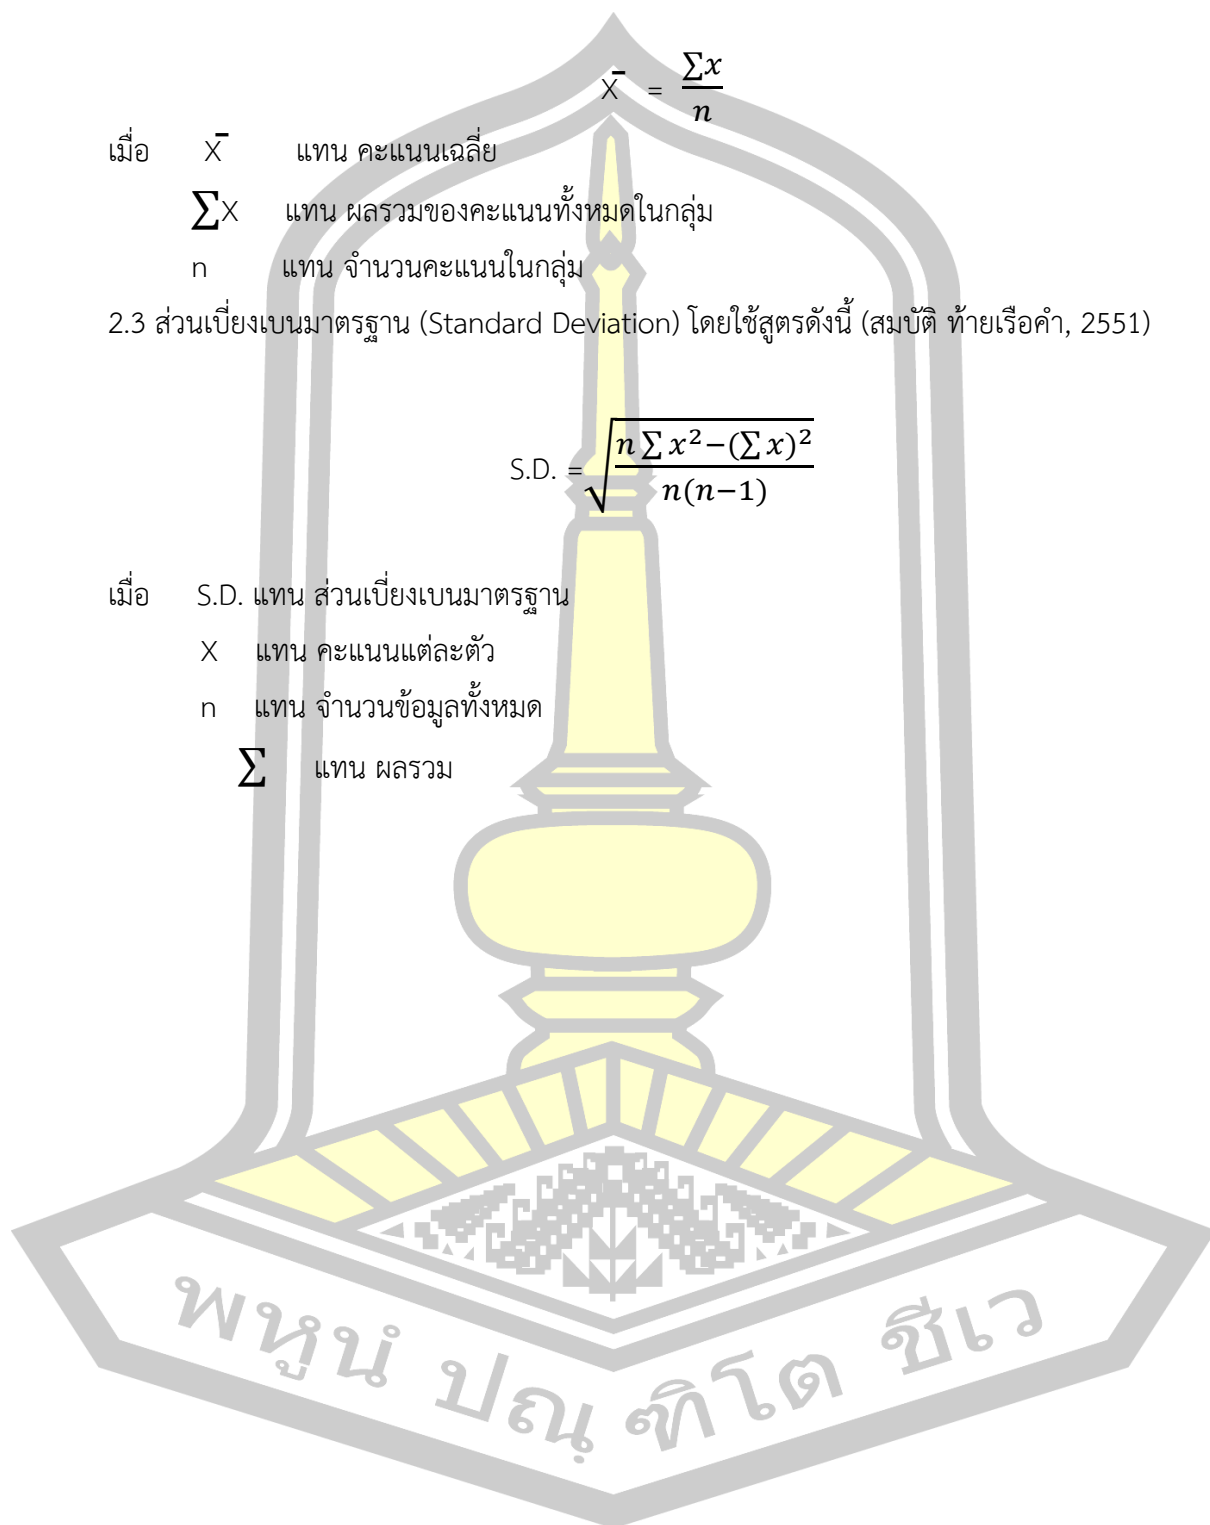 x̄ = ∑x/n
เมื่อ x̄ แทน คะแนนเฉลี่ย
∑x แทน ผลรวมของคะแนนทั้งหมดในกลุ่ม
n แทน จำนวนคะแนนในกลุ่ม
2.3 ส่วนเบี่ยงเบนมาตรฐาน (Standard Deviation) โดยใช้สูตรดังนี้ (สมบัติ ท้ายเรือคำ, 2551)
S.D. = √((n∑x²−(∑x)²)/(n(n−1)))
เมื่อ S.D. แทน ส่วนเบี่ยงเบนมาตรฐาน
X แทน คะแนนแต่ละตัว
n แทน จำนวนข้อมูลทั้งหมด
∑ แทน ผลรวม
พหูนํ ปณฺฑิโต ชีเว